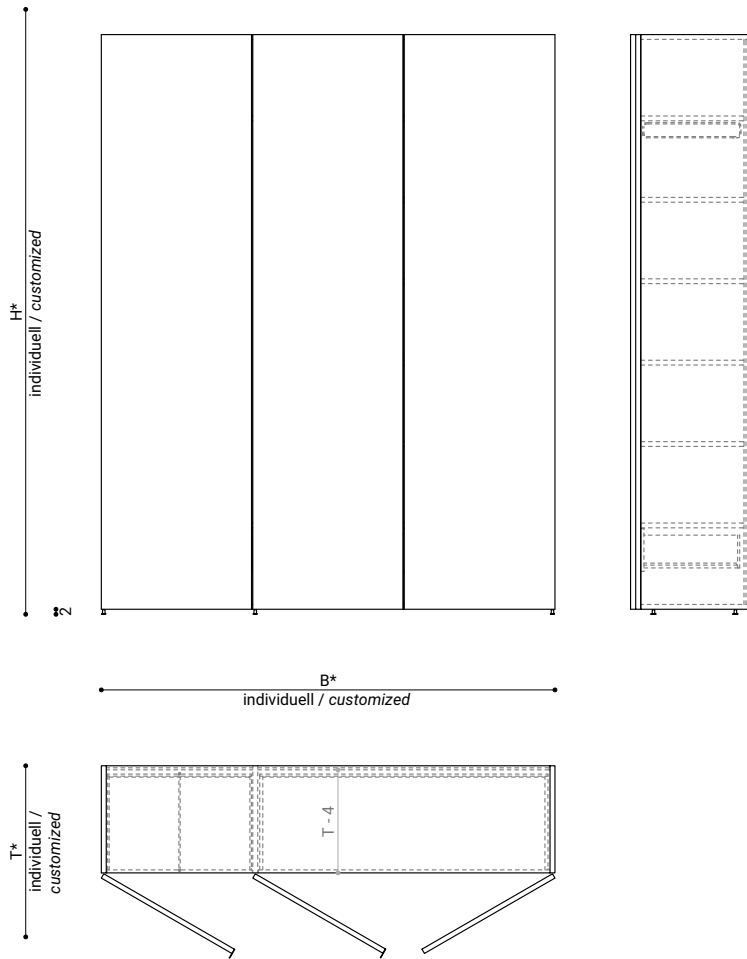 H*
individuell / customized
2
B*
individuell / customized
T*
individuell /
customized
T - 4